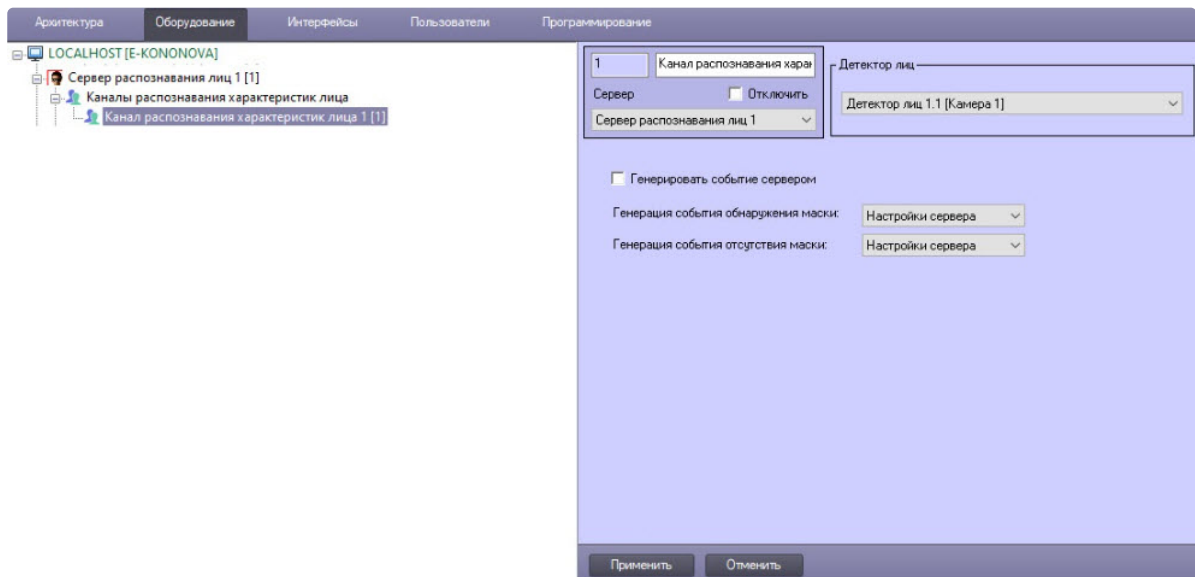 Архитектура Оборудование Интерфейсы Пользователи Программирование
LOCALHOST [E-KONONOVA]
Сервер распознавания лиц 1 [1]
Каналы распознавания характеристик лица
Канал распознавания характеристик лица 1 [1]
1 Канал распознавания харак
Сервер Отключить
Сервер распознавания лиц 1
Детектор лиц
Детектор лиц 1.1 [Камера 1]
Генерировать событие сервером
Генерация события обнаружения маски: Настройки сервера
Генерация события отсутствия маски: Настройки сервера
Применить Отменить